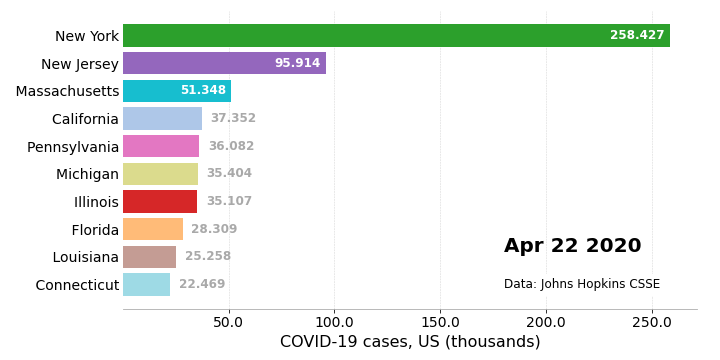 New York 258.427
New Jersey 95.914
Massachusetts 51.348
California 37.352
Pennsylvania 36.082
Michigan 35.404
Illinois 35.107
Florida 28.309
Louisiana 25.258
Connecticut 22.469
Apr 22 2020
Data: Johns Hopkins CSSE
50.0 100.0 150.0 200.0 250.0
COVID-19 cases, US (thousands)